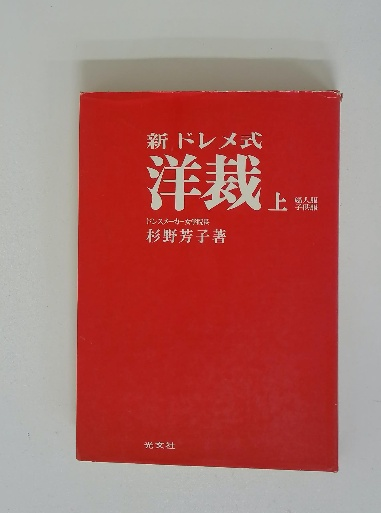 新ドレメ式
洋裁 上 婦人服
子供服
ドレスメーカー女学院長
杉野芳子著
光文社